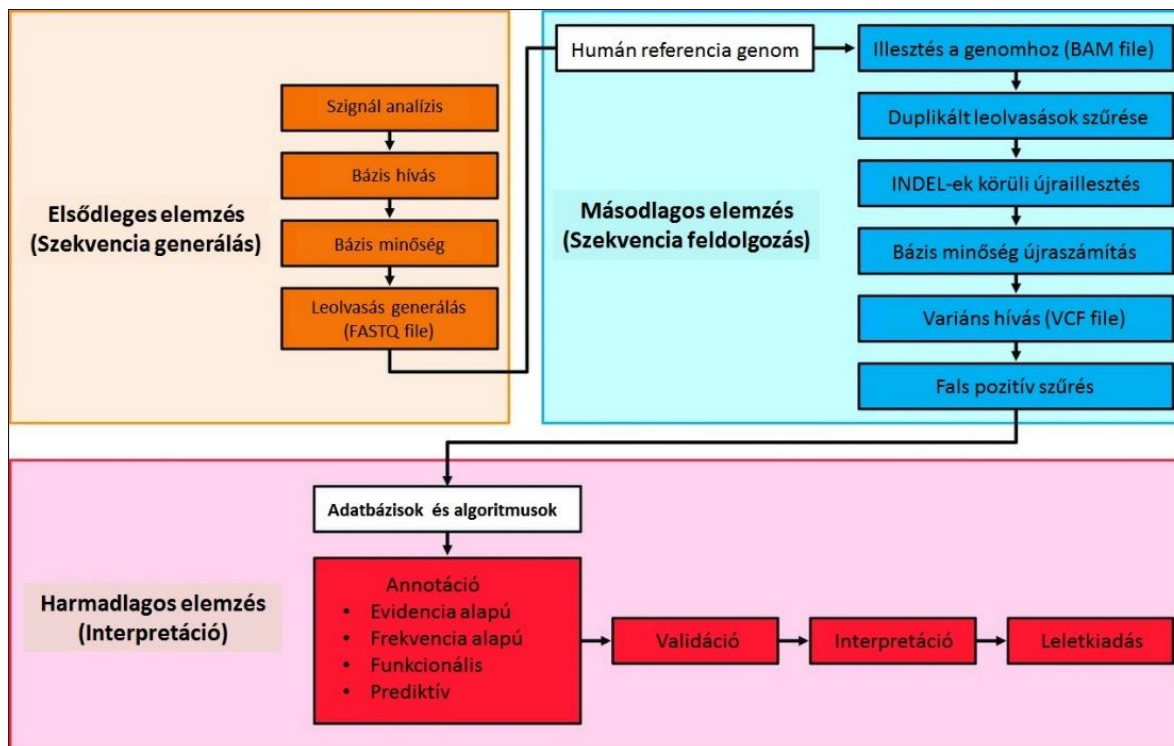 Elsődleges elemzés
(Szekvencia generálás)
Szignál analízis
Bázis hívás
Bázis minőség
Leolvasás generálás
(FASTQ file)
Humán referencia genom
Másodlagos elemzés
(Szekvencia feldolgozás)
Illesztés a genomhoz (BAM file)
Duplikált leolvasások szűrése
INDEL-ek körüli újraillesztés
Bázis minőség újraszámítás
Variáns hívás (VCF file)
Fals pozitív szűrés
Harmadlagos elemzés
(Interpretáció)
Adatbázisok és algoritmusok
Annotáció
• Evidencia alapú
• Frekvencia alapú
• Funkcionális
• Prediktív
Validáció
Interpretáció
Leletkiadás